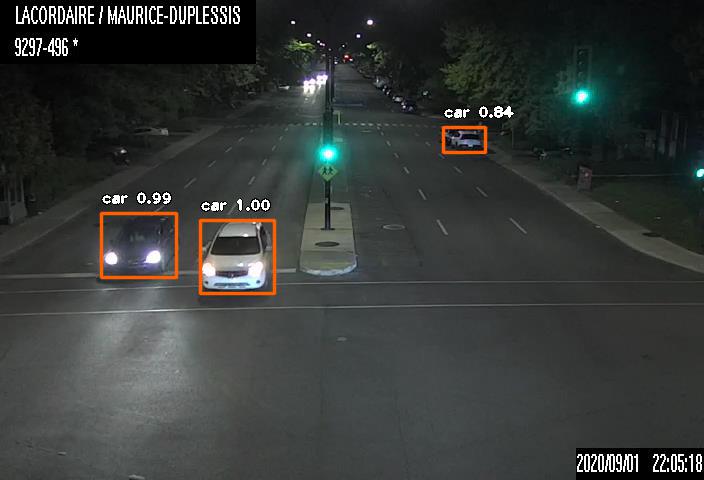 LACORDAIRE / MAURICE-DUPLESSIS
9297-496 *
car 0.84
car 0.99
car 1.00
2020/09/01 22:05:18